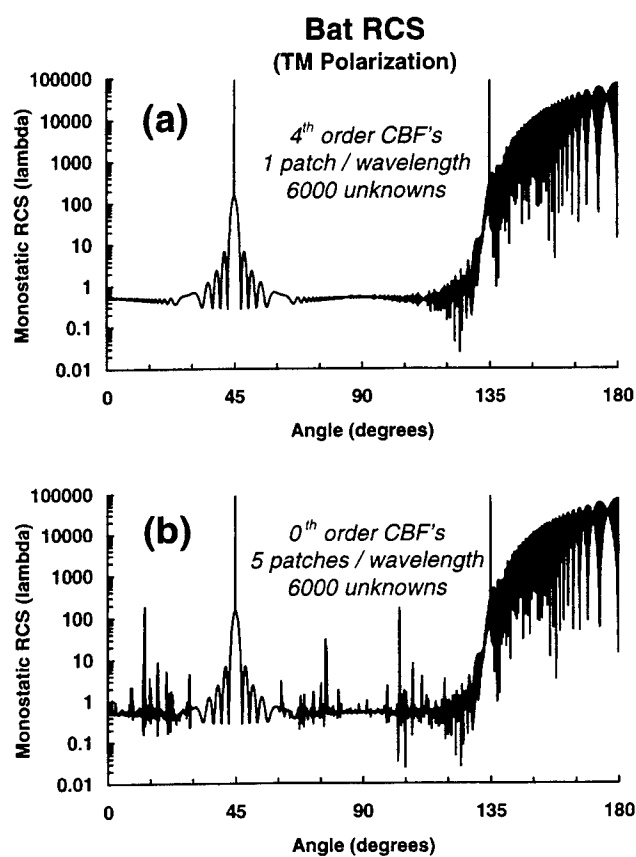 Bat RCS
(TM Polarization)
(a)
4th order CBF's
1 patch / wavelength
6000 unknowns
Monostatic RCS (lambda)
100000
10000
1000
100
10
1
0.1
0.01
0 45 90 135 180
Angle (degrees)
(b)
0th order CBF's
5 patches / wavelength
6000 unknowns
Monostatic RCS (lambda)
100000
10000
1000
100
10
1
0.1
0.01
0 45 90 135 180
Angle (degrees)